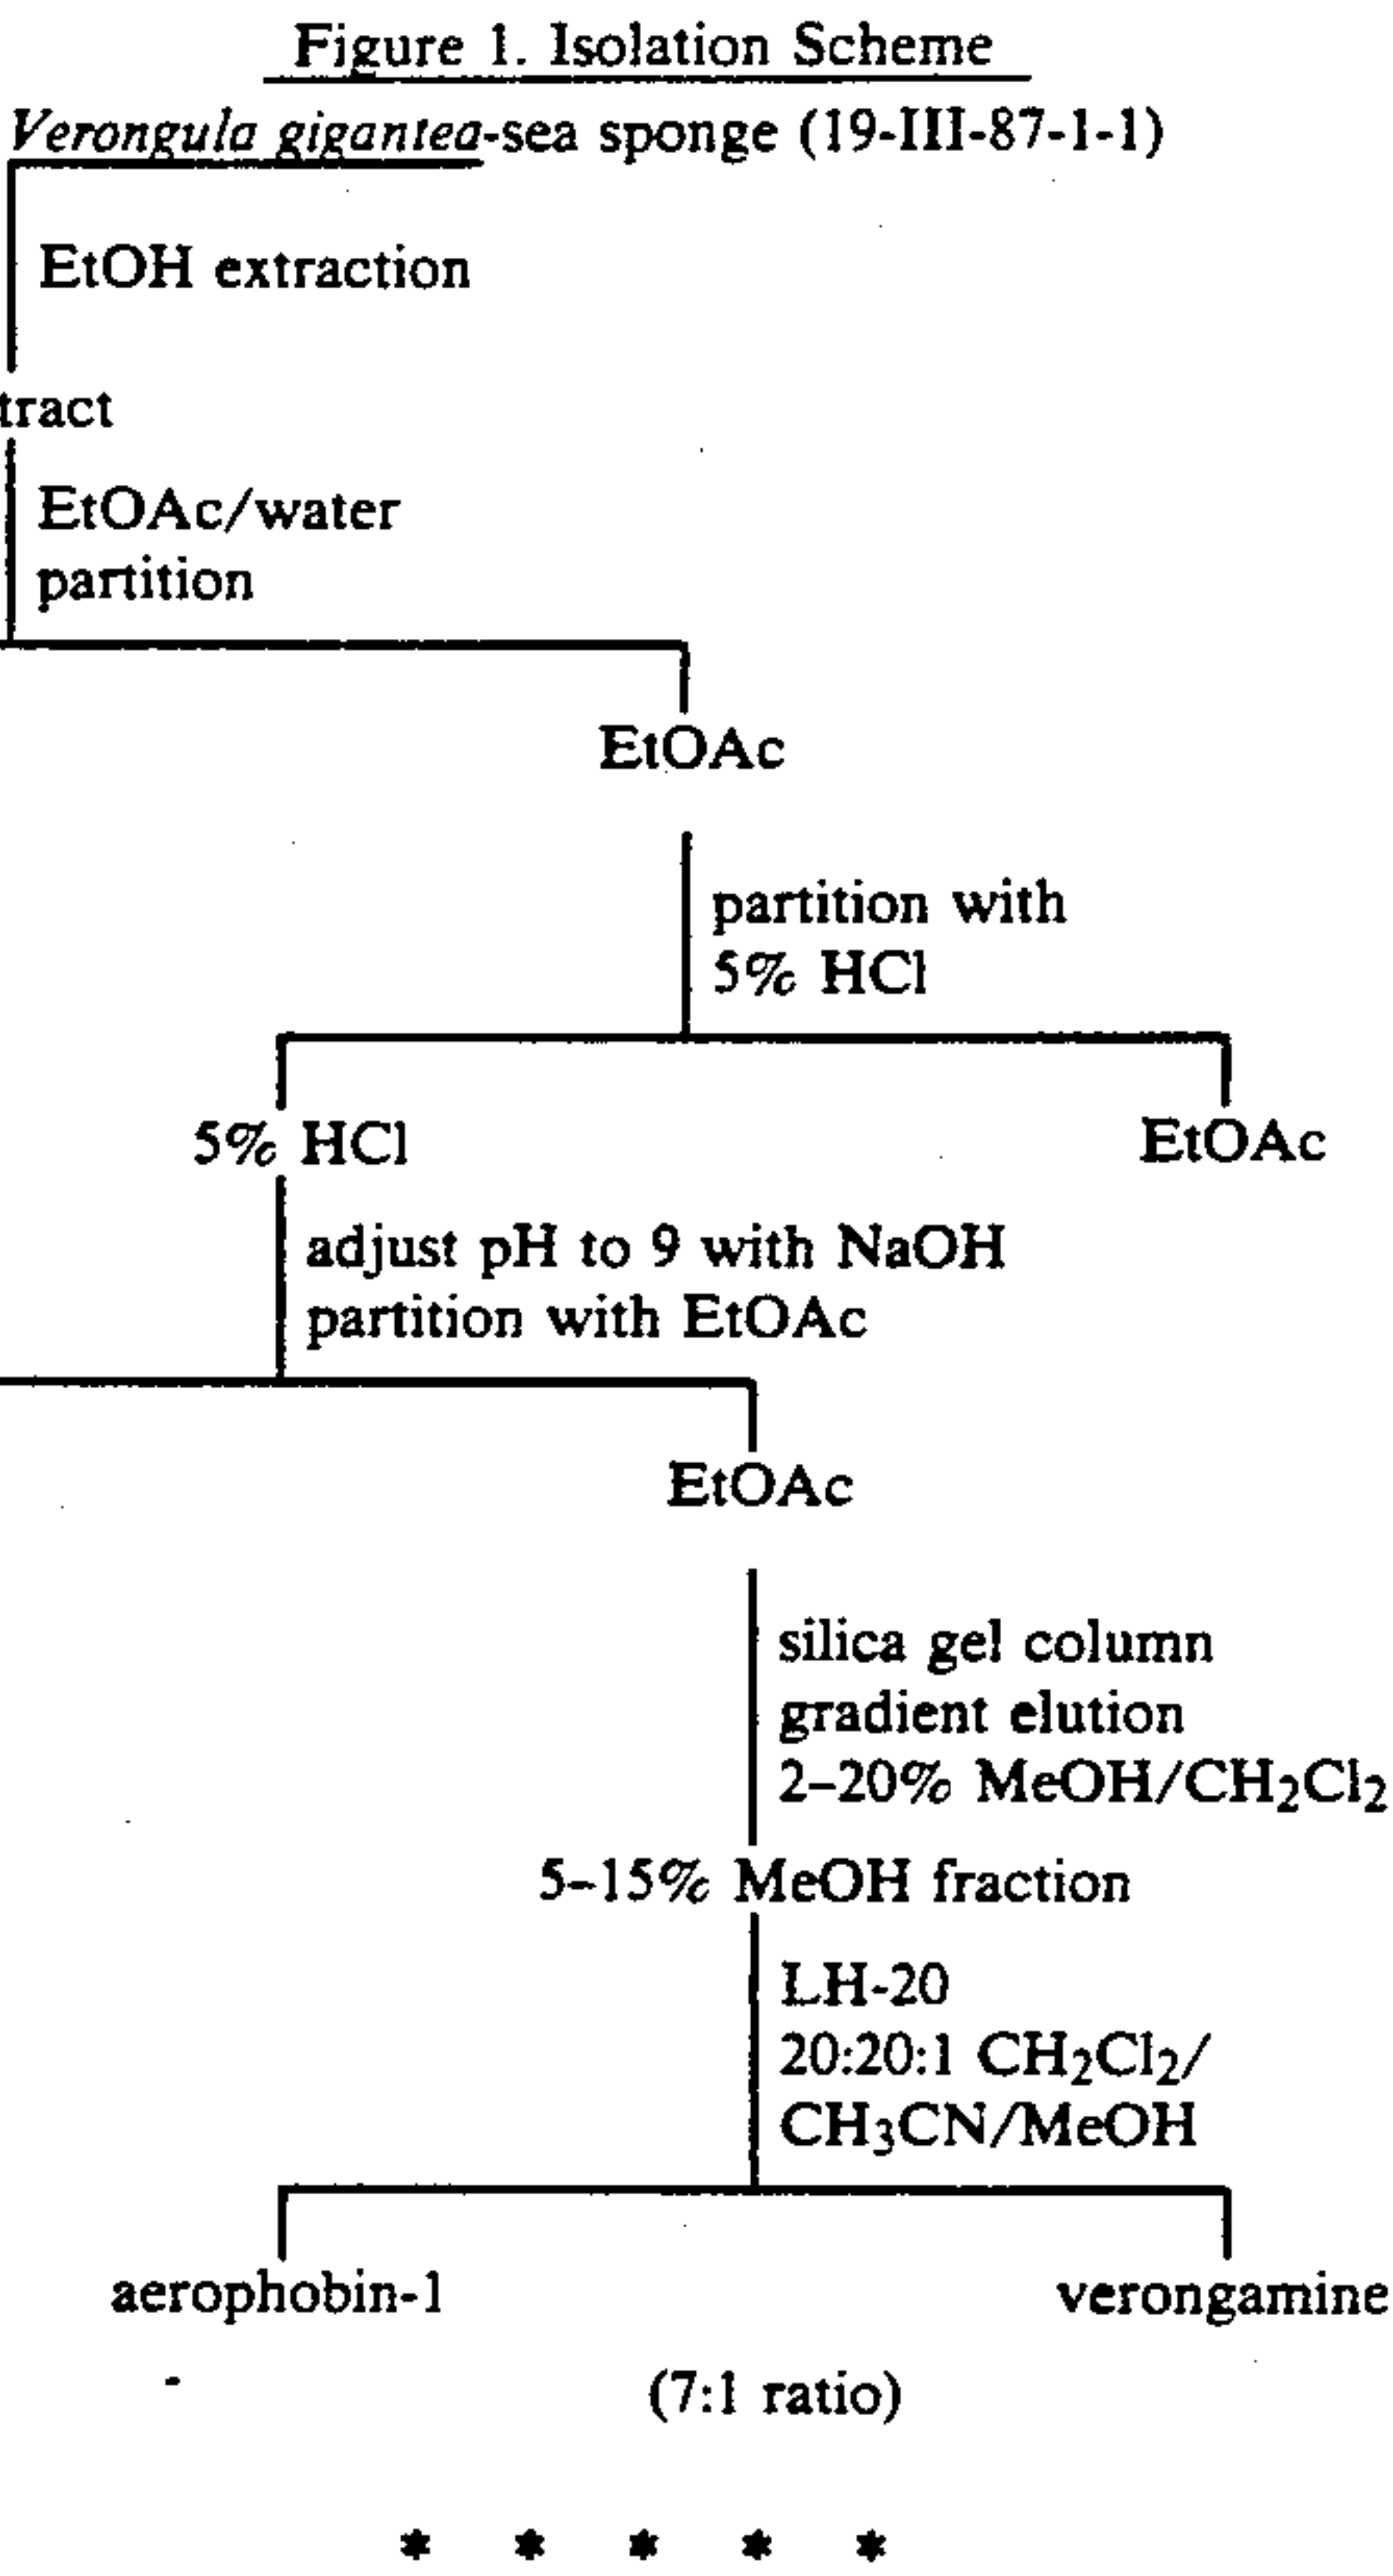 Figure 1. Isolation Scheme
Verongula gigantea-sea sponge (19-III-87-1-1)
EtOH extraction
tract
EtOAc/water
partition
EtOAc
partition with
5% HCl
5% HCl
EtOAc
adjust pH to 9 with NaOH
partition with EtOAc
EtOAc
silica gel column
gradient elution
2–20% MeOH/CH₂Cl₂
5–15% MeOH fraction
LH-20
20:20:1 CH₂Cl₂/
CH₃CN/MeOH
aerophobin-1
verongamine
(7:1 ratio)
* * * * *